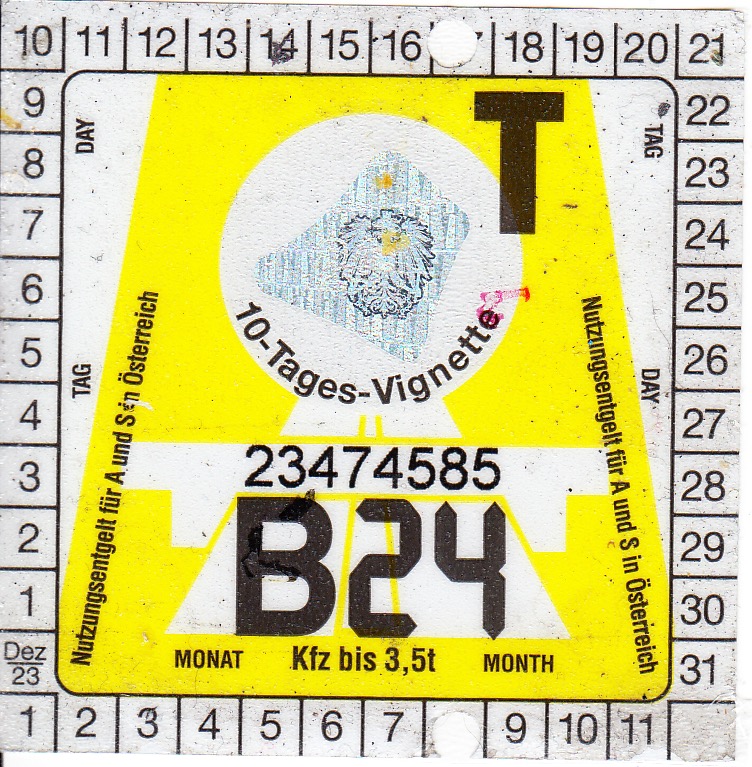 10 11 12 13 14 15 16 18 19 20 21
9
8
7
6
5
4
3
2
1
Dez
23
22
23
24
25
26
27
28
29
30
31
1 2 3 4 5 6 7 9 10 11
DAY
TAG
TAG
DAY
T
10-Tages-Vignette
Nutzungsentgelt für A und S in Österreich
Nutzungsentgelt für A und S in Österreich
23474585
B24
MONAT Kfz bis 3,5t MONTH